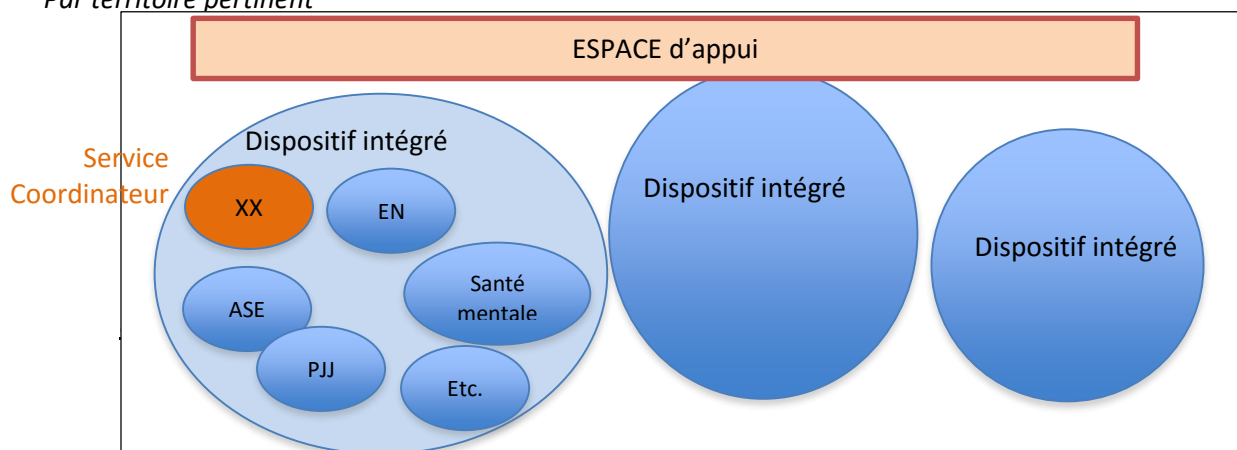 Par territoire pertinent
ESPACE d’appui
Dispositif intégré
Service
Coordinateur
XX
EN
ASE
Santé
mentale
PJJ
Etc.
Dispositif intégré
Dispositif intégré